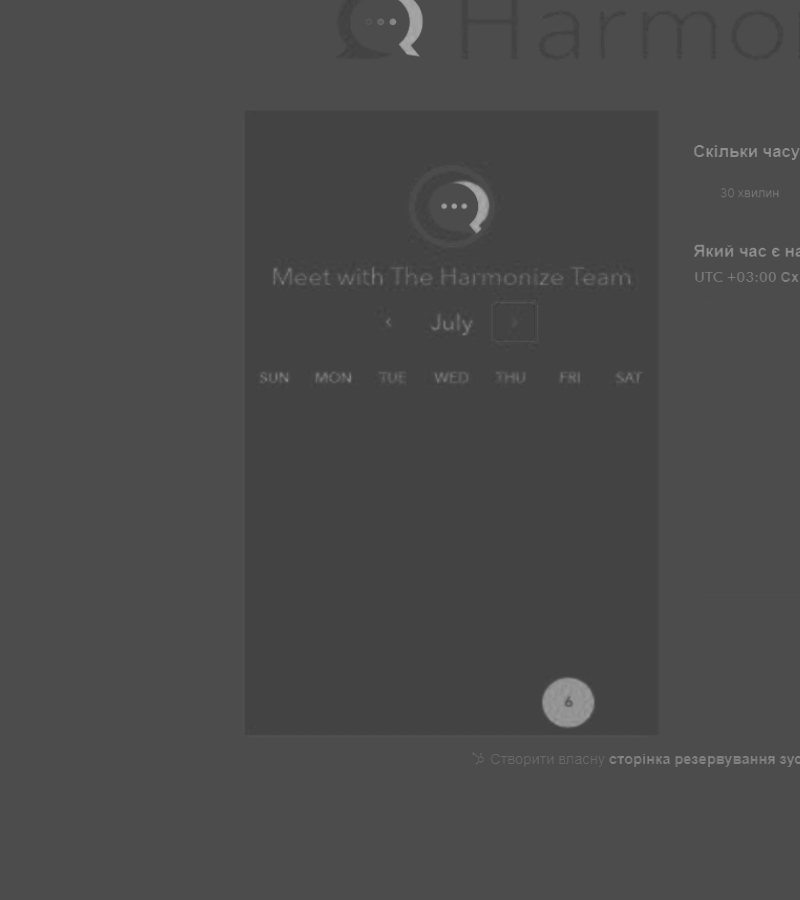 Harmo
Скільки часу
30 хвилин
Meet with The Harmonize Team
Який час є на
UTC +03:00 Сх
July
SUN MON TUE WED THU FRI SAT
6
Створити власну сторінка резервування зус